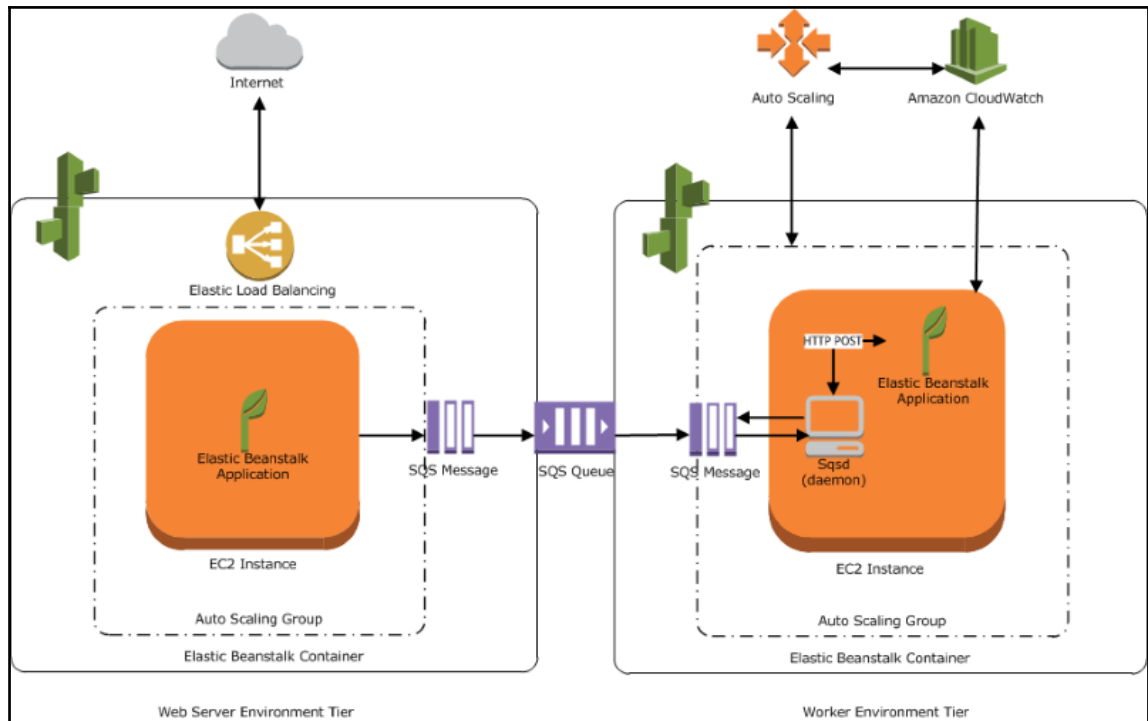 Internet
Auto Scaling
Amazon CloudWatch
Elastic Load Balancing
Elastic Beanstalk
Application
EC2 Instance
Auto Scaling Group
Elastic Beanstalk Container
Web Server Environment Tier
SQS Message
SQS Queue
SQS Message
HTTP POST
Elastic Beanstalk
Application
Sqsd
(daemon)
EC2 Instance
Auto Scaling Group
Elastic Beanstalk Container
Worker Environment Tier